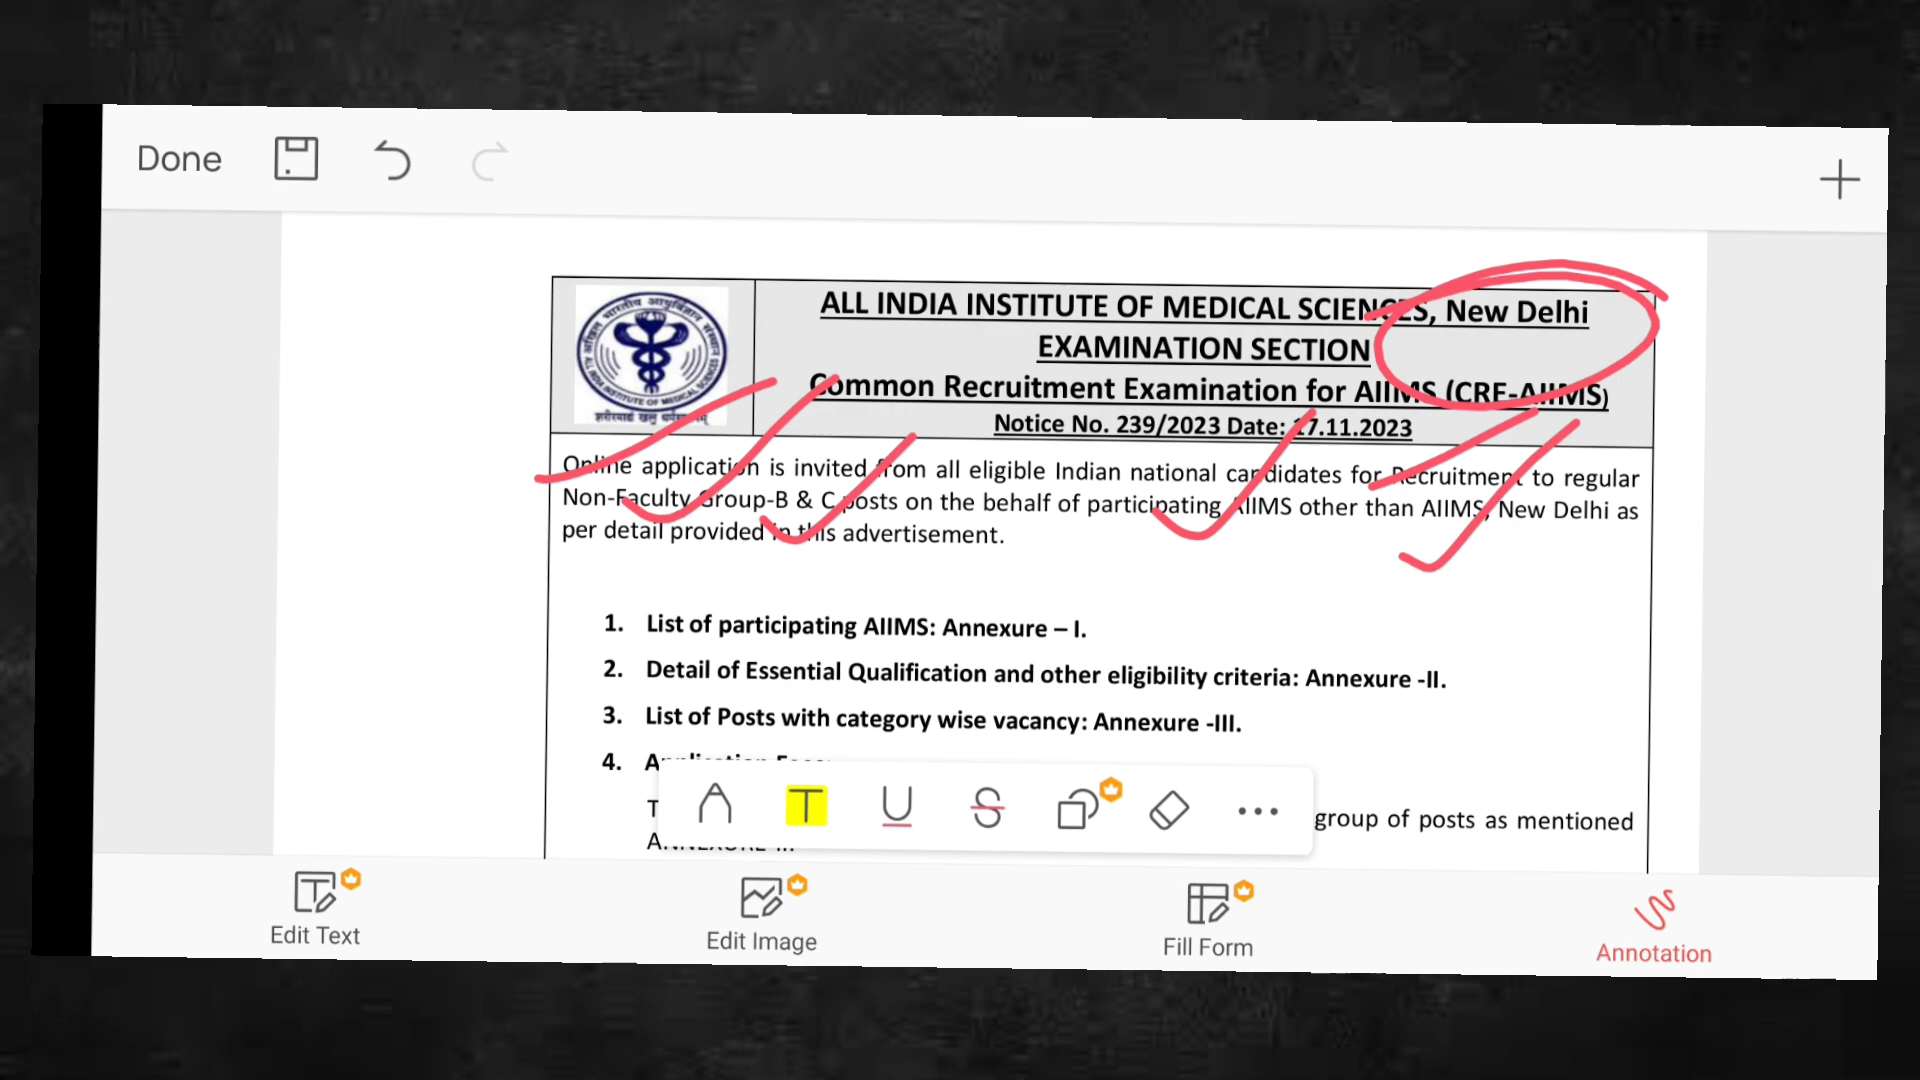 Done
ALL INDIA INSTITUTE OF MEDICAL SCIENCES, New Delhi
EXAMINATION SECTION
Common Recruitment Examination for AIIMS (CRE-AIIMS)
Notice No. 239/2023 Date: 17.11.2023
Online application is invited from all eligible Indian national candidates for Recruitment to regular
Non-Faculty Group-B & C posts on the behalf of participating AIIMS other than AIIMS, New Delhi as
per detail provided in this advertisement.
1. List of participating AIIMS: Annexure – I.
2. Detail of Essential Qualification and other eligibility criteria: Annexure -II.
3. List of Posts with category wise vacancy: Annexure -III.
4.
group of posts as mentioned
Edit Text
Edit Image
Fill Form
Annotation